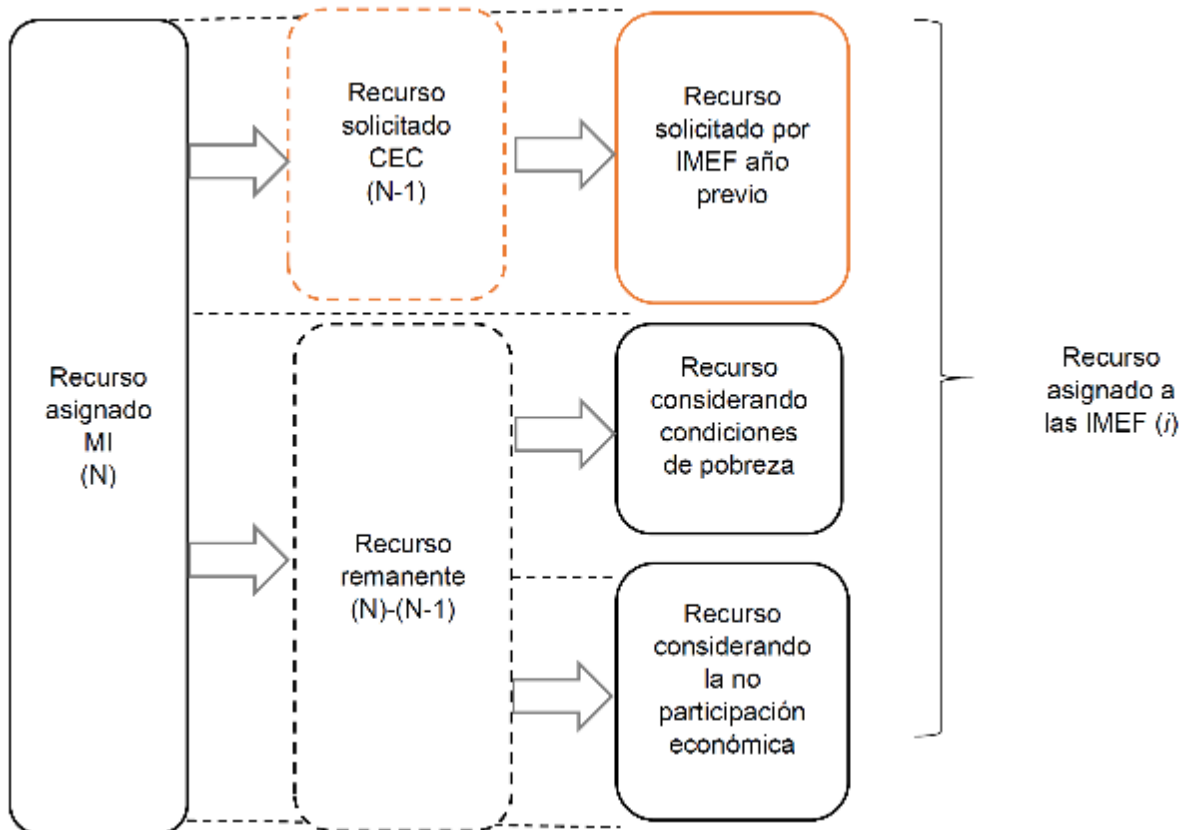 Recurso
asignado
MI
(N)
Recurso
solicitado
CEC
(N-1)
Recurso
solicitado por
IMEF año
previo
Recurso
remanente
(N)-(N-1)
Recurso
considerando
condiciones
de pobreza
Recurso
considerando
la no
participación
económica
Recurso
asignado a
las IMEF (i)